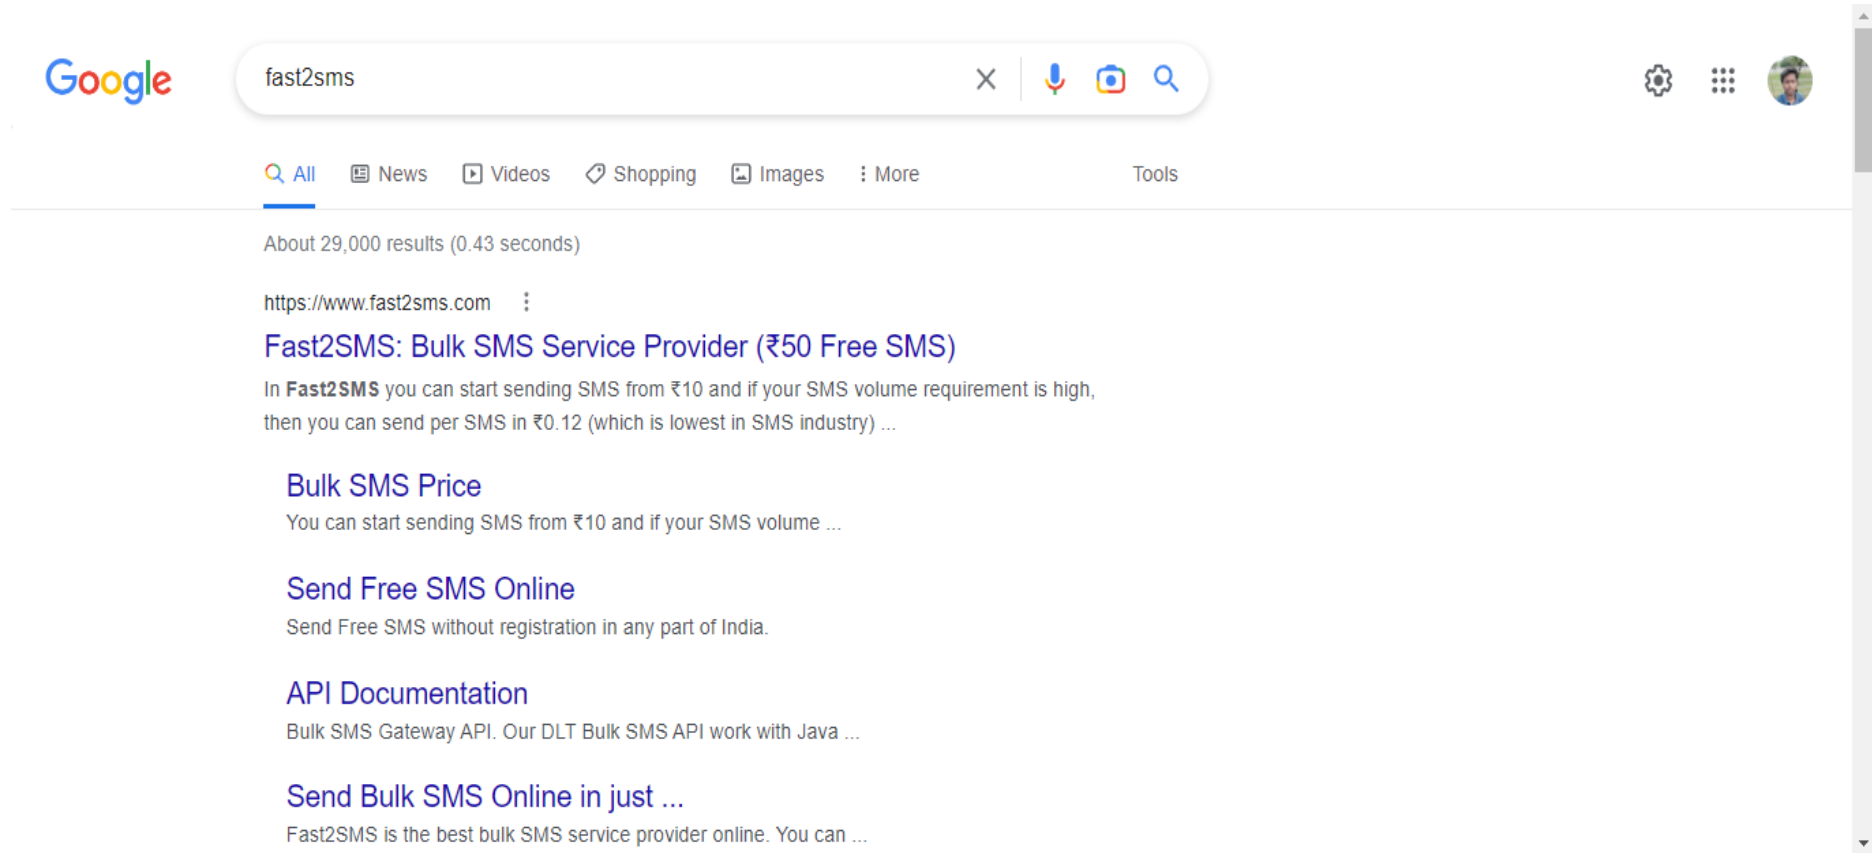 Google
fast2sms
All News Videos Shopping Images More Tools
About 29,000 results (0.43 seconds)
https://www.fast2sms.com
Fast2SMS: Bulk SMS Service Provider (₹50 Free SMS)
In Fast2SMS you can start sending SMS from ₹10 and if your SMS volume requirement is high,
then you can send per SMS in ₹0.12 (which is lowest in SMS industry) ...
Bulk SMS Price
You can start sending SMS from ₹10 and if your SMS volume ...
Send Free SMS Online
Send Free SMS without registration in any part of India.
API Documentation
Bulk SMS Gateway API. Our DLT Bulk SMS API work with Java ...
Send Bulk SMS Online in just ...
Fast2SMS is the best bulk SMS service provider online. You can ...